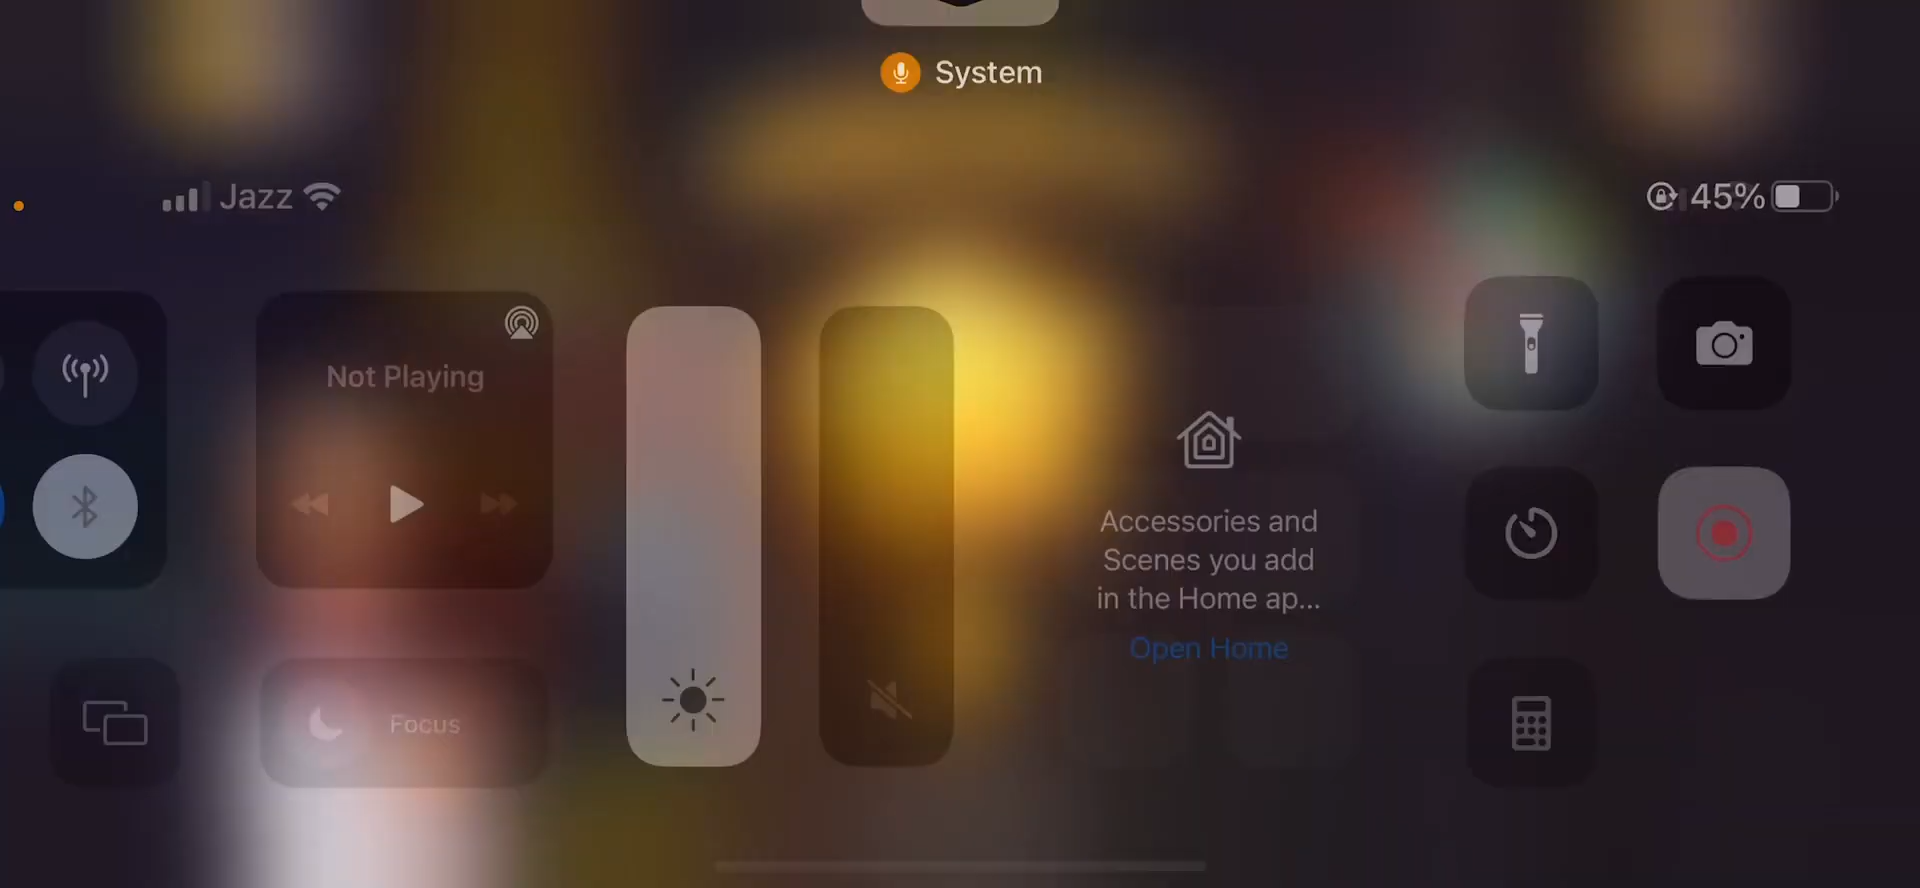 System
Jazz
45%
Not Playing
Accessories and
Scenes you add
in the Home ap...
Open Home
Focus